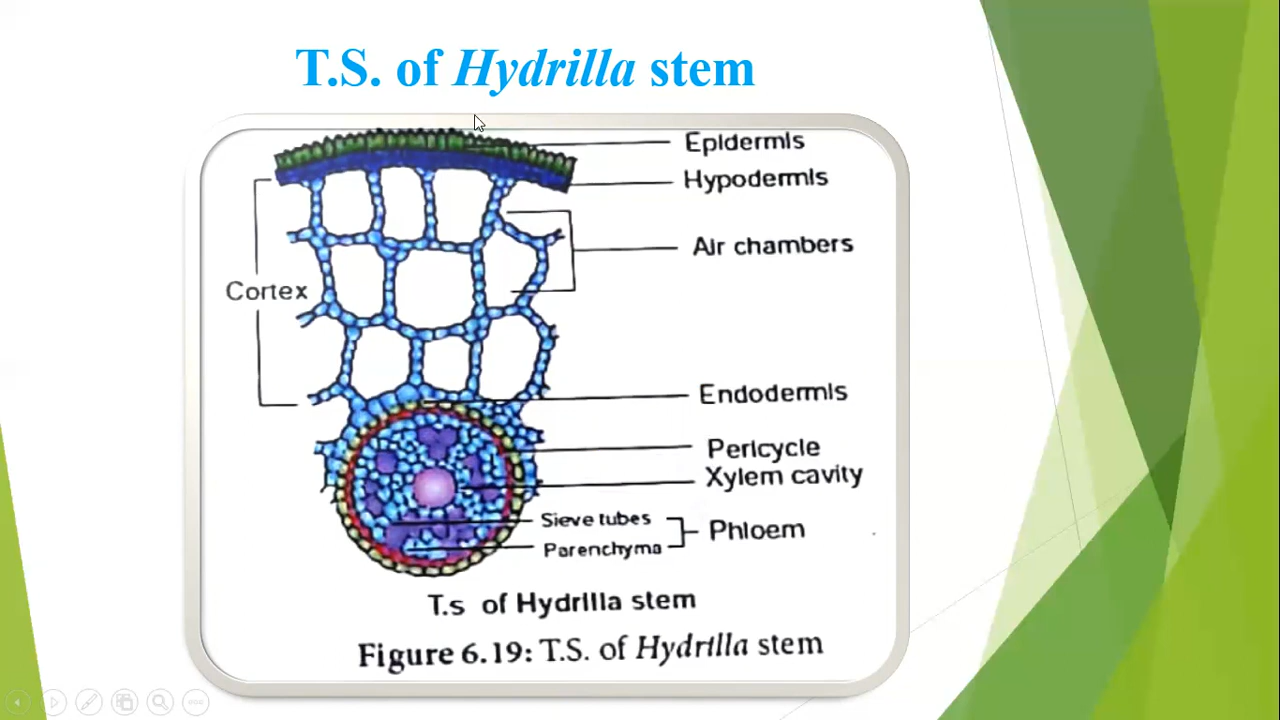 T.S. of Hydrilla stem
Epidermis
Hypodermis
Air chambers
Cortex
Endodermis
Pericycle
Xylem cavity
Sieve tubes
Phloem
Parenchyma
T.s of Hydrilla stem
Figure 6.19: T.S. of Hydrilla stem